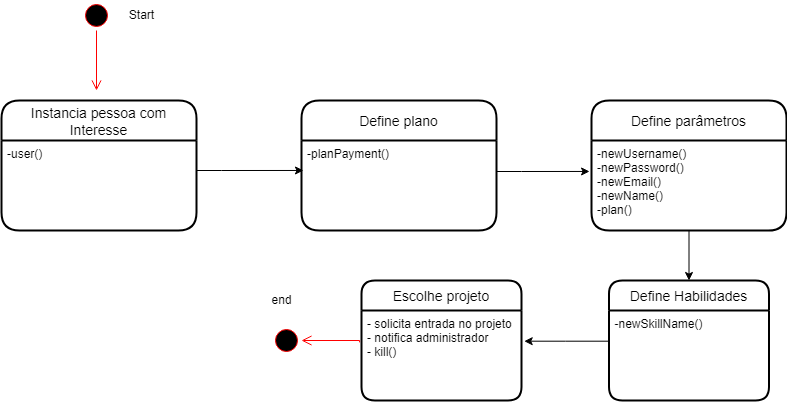 Start
Instancia pessoa com
Interesse
-user()
Define plano
-planPayment()
Define parâmetros
-newUsername()
-newPassword()
-newEmail()
-newName()
-plan()
Define Habilidades
-newSkillName()
Escolhe projeto
- solicita entrada no projeto
- notifica administrador
- kill()
end